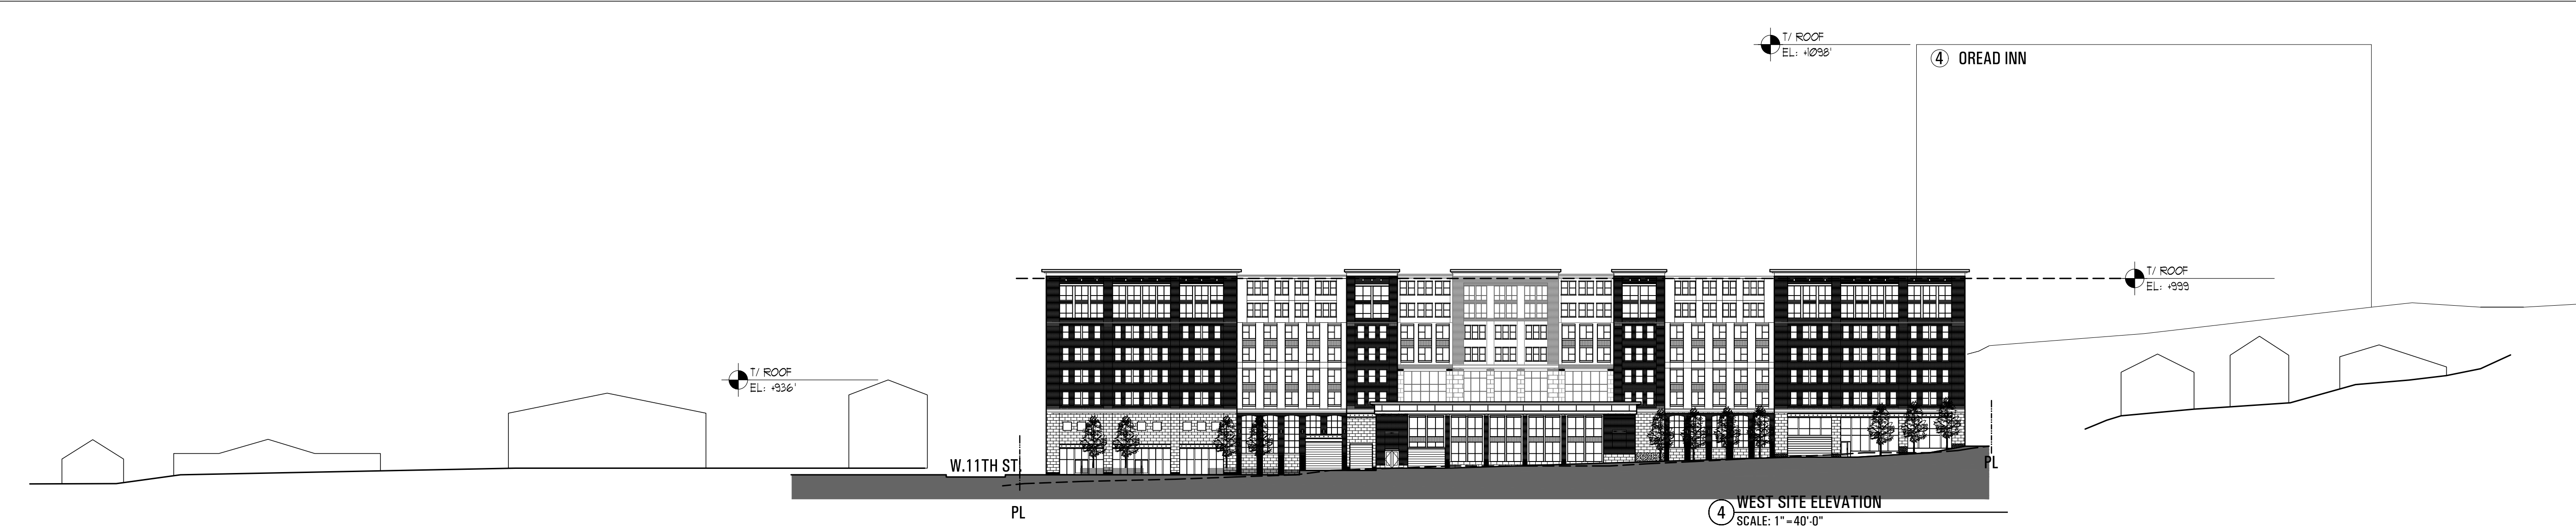 T/ ROOF
EL: +1098'
4 OREAD INN
T/ ROOF
EL: +999
T/ ROOF
EL: +936'
W.11TH ST.
PL
PL
4 WEST SITE ELEVATION
SCALE: 1"=40'-0"